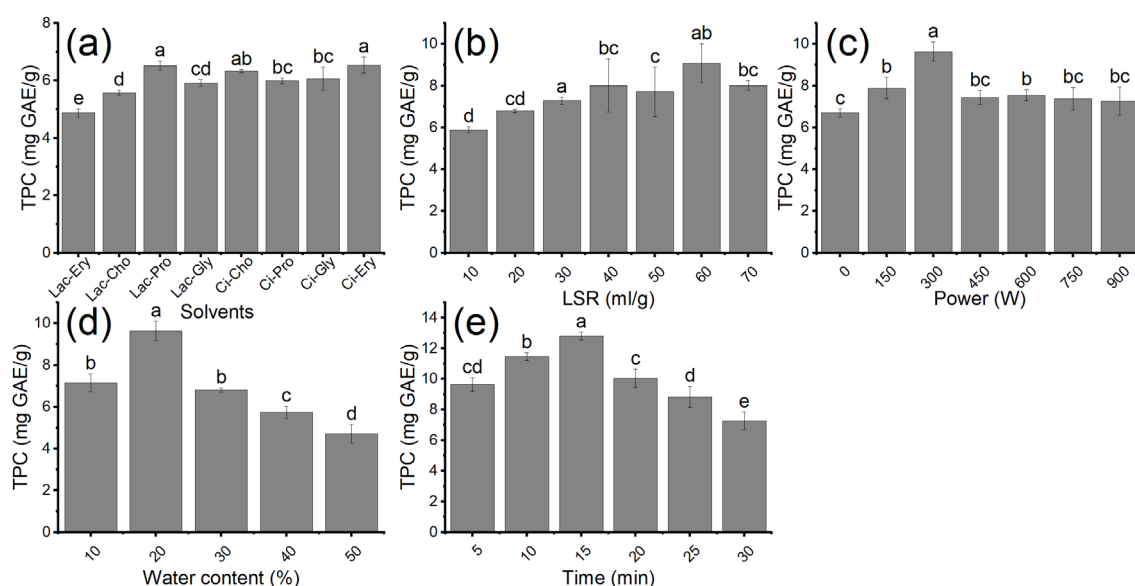 (a)
TPC (mg GAE/g)
8
6
4
2
0
e
d
a
cd
ab
bc
bc
a
Lac-Ery
Lac-Cho
Lac-Pro
Lac-Gly
Ci-Cho
Ci-Pro
Ci-Gly
Ci-Ery
Solvents
(b)
TPC (mg GAE/g)
10
8
6
4
2
0
d
cd
a
ab
c
ab
bc
10
20
30
40
50
60
70
LSR (ml/g)
(c)
TPC (mg GAE/g)
10
8
6
4
2
0
c
b
a
bc
b
bc
bc
0
150
300
450
600
750
900
Power (W)
(d)
TPC (mg GAE/g)
10
8
6
4
2
0
b
a
b
c
d
10
20
30
40
50
Water content (%)
(e)
TPC (mg GAE/g)
14
12
10
8
6
4
2
0
cd
b
a
c
d
e
5
10
15
20
25
30
Time (min)